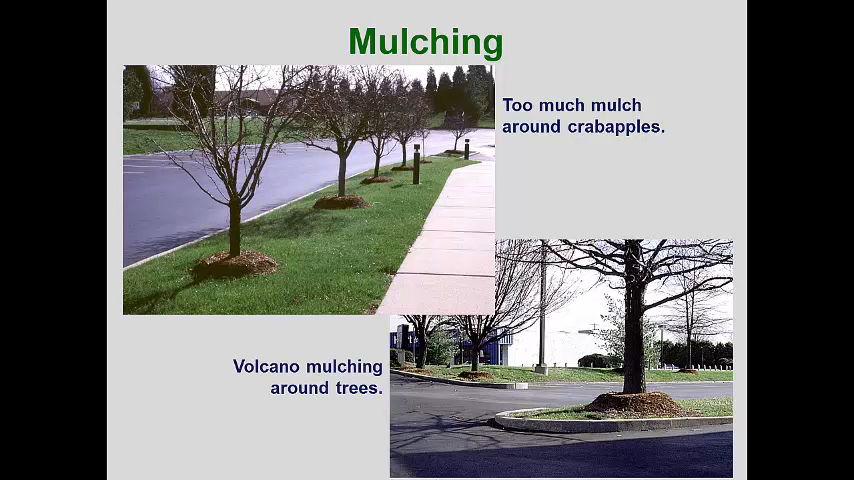 Mulching
Too much mulch
around crabapples.
Volcano mulching
around trees.